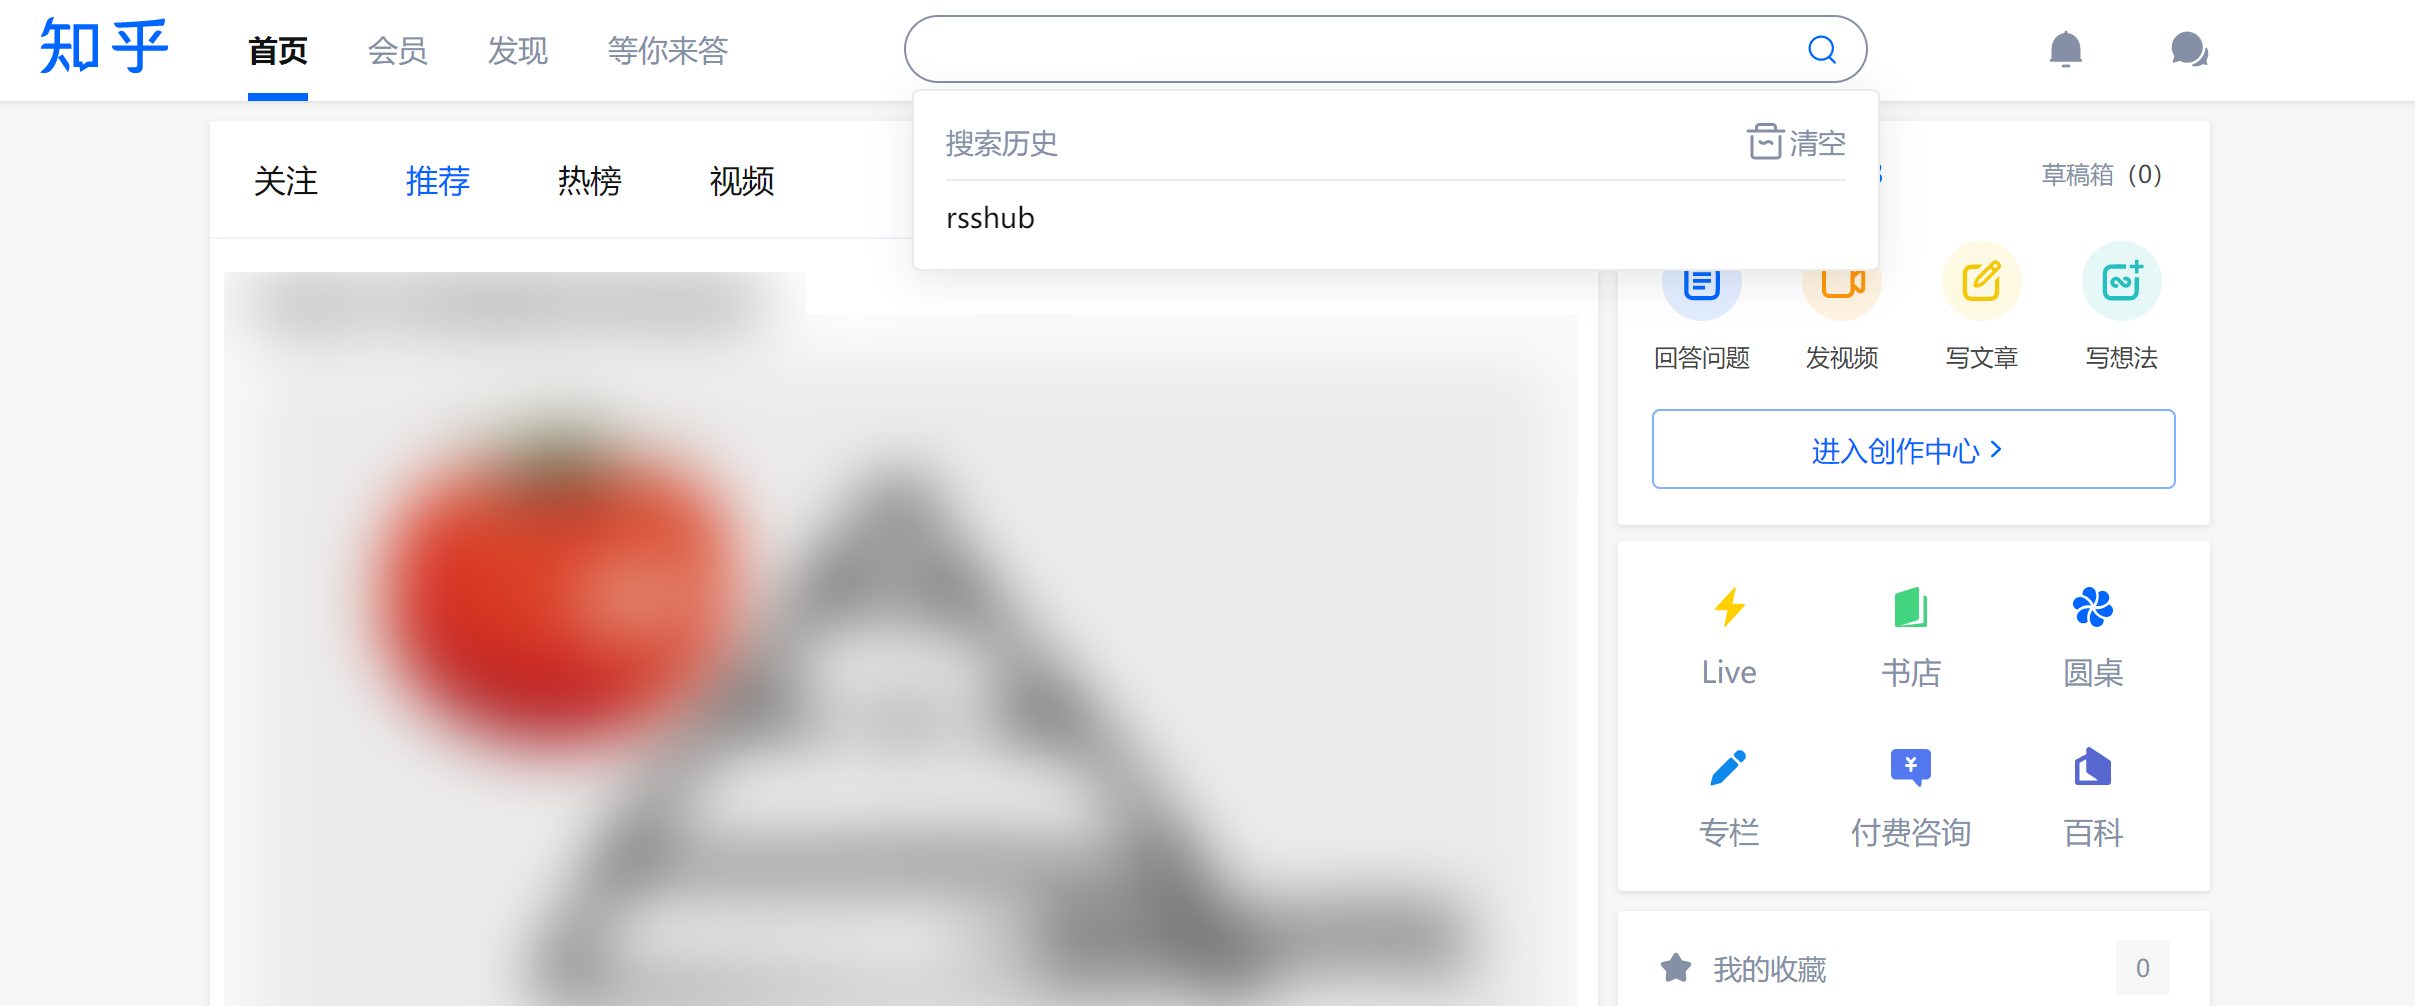 知乎 首页 会员 发现 等你来答
搜索历史 清空
rsshub
关注 推荐 热榜 视频
草稿箱（0）
回答问题 发视频 写文章 写想法
进入创作中心 >
Live 书店 圆桌
专栏 付费咨询 百科
我的收藏 0